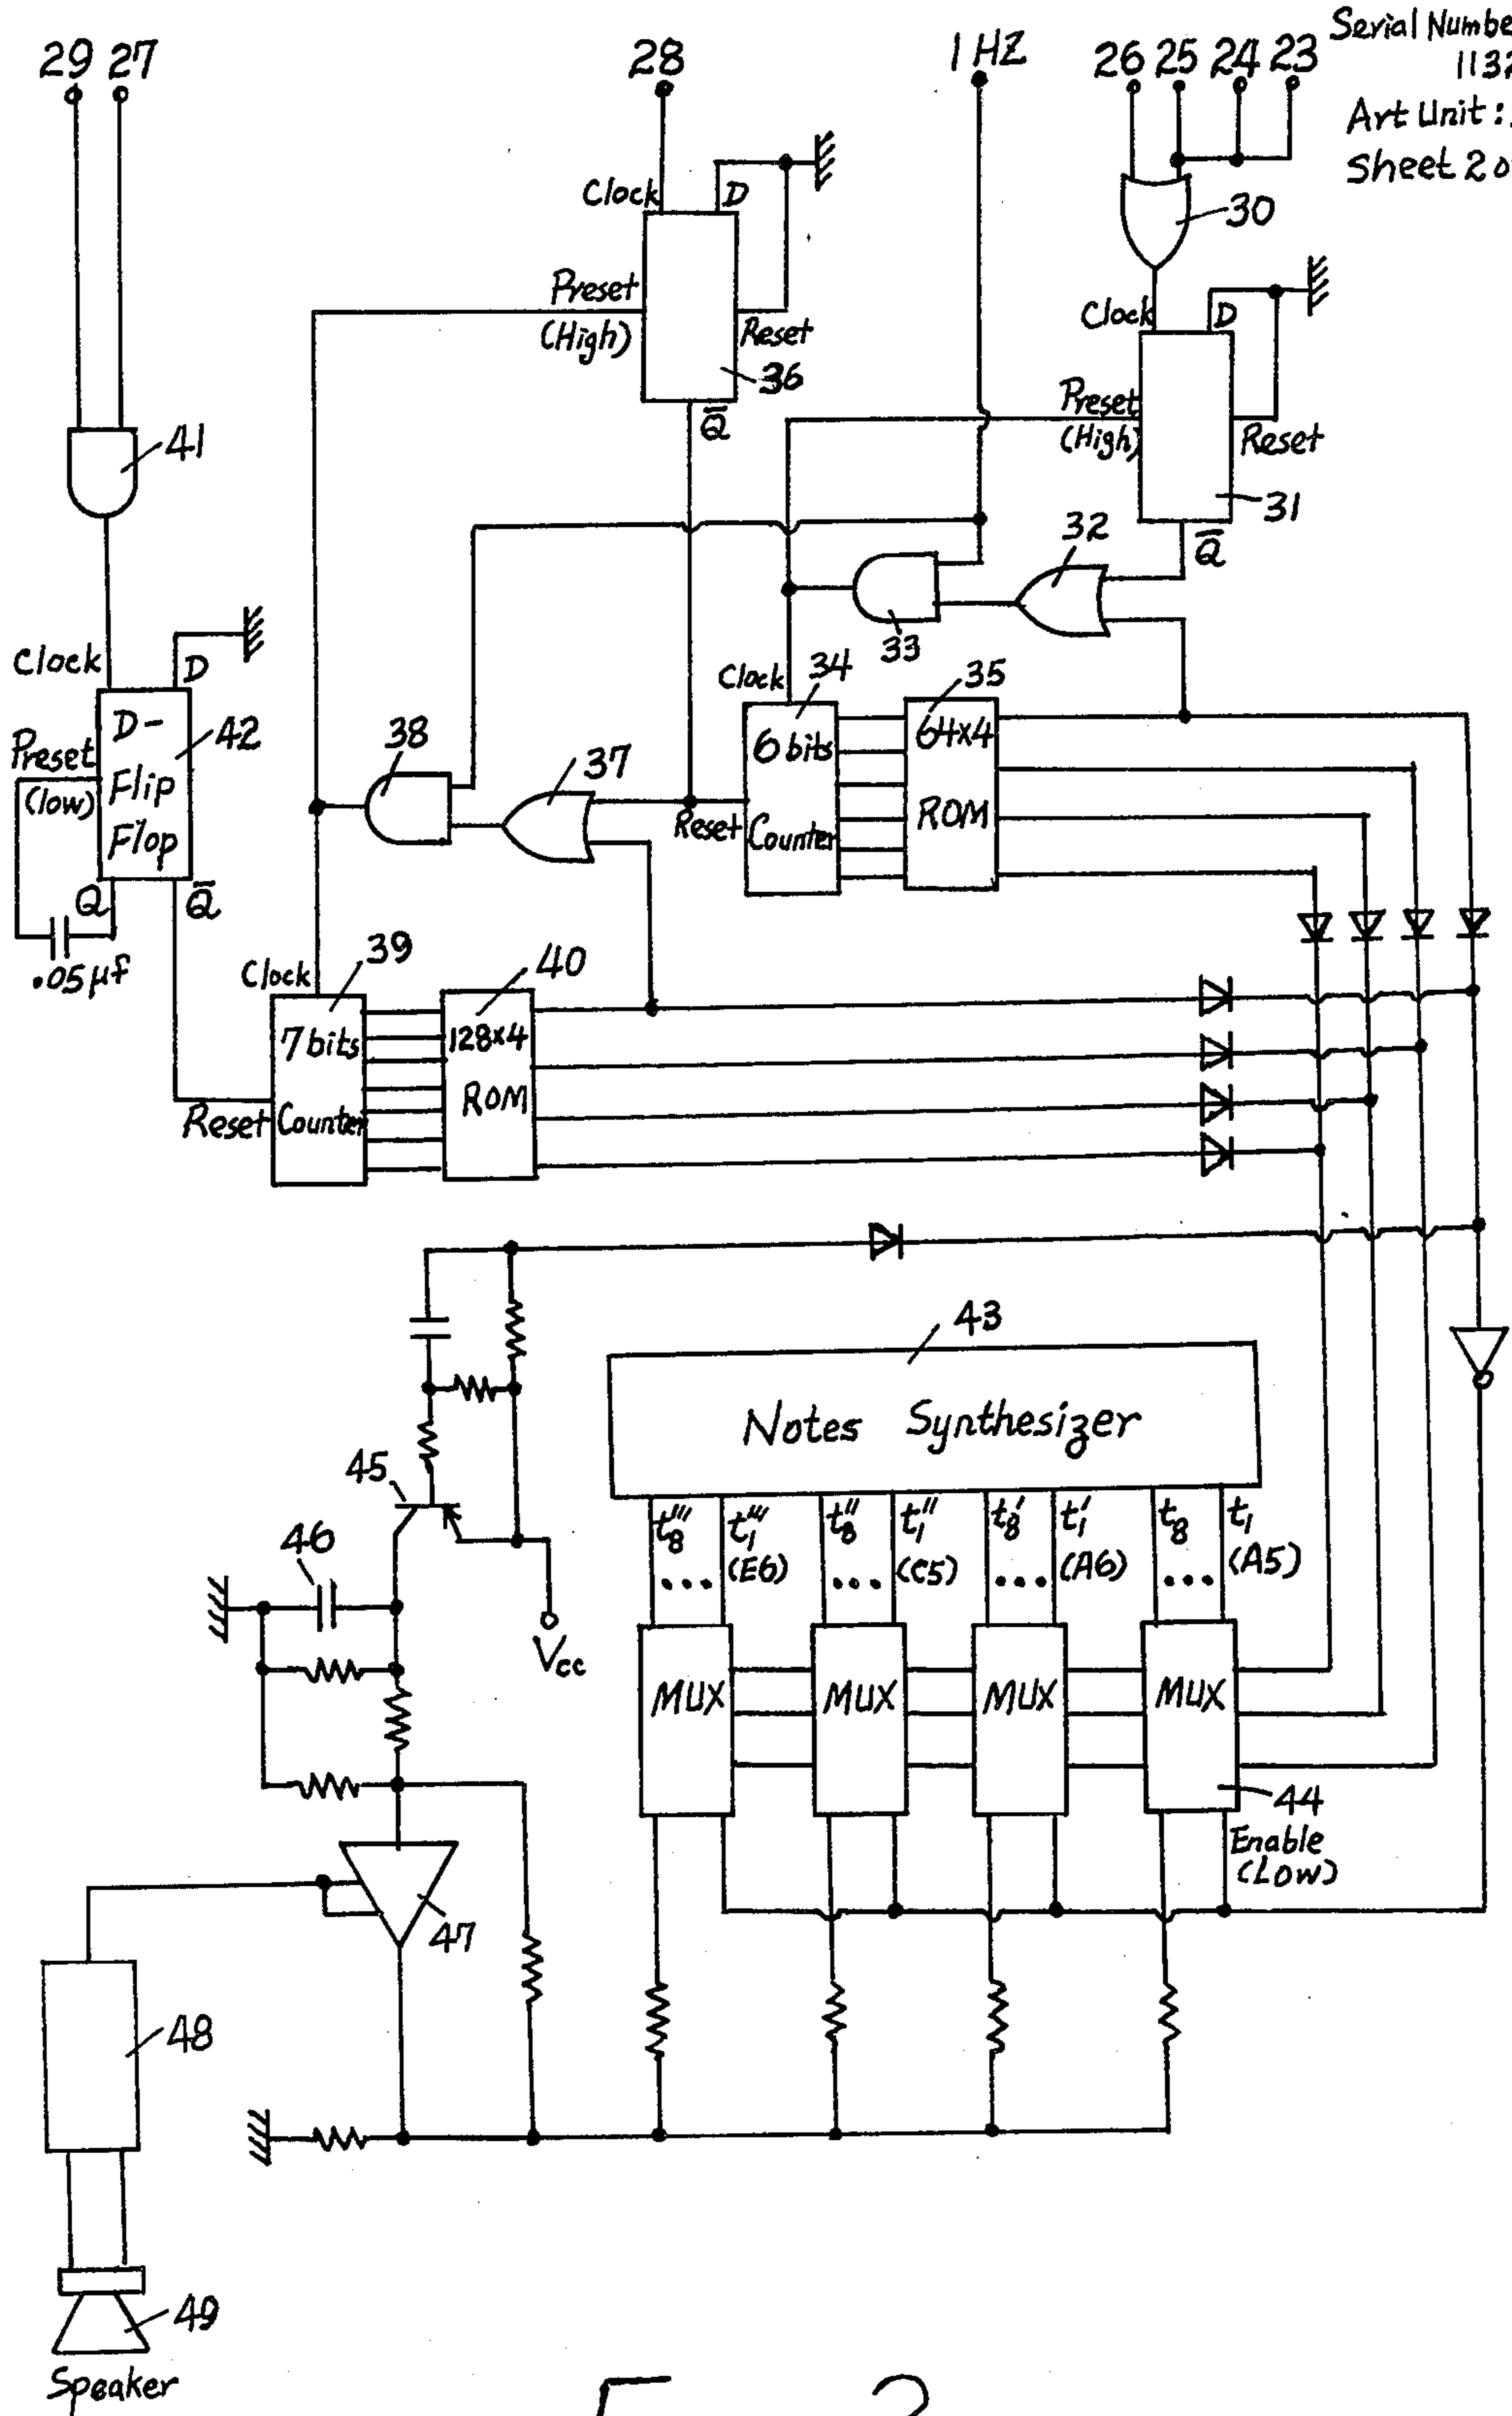 Serial Numbe
1132
Art Unit:
Sheet 2 o
29 27
28
1 HZ
26 25 24 23
30
Clock D
Preset
(High)
Reset
36
Q̅
Clock D
Preset
(High)
Reset
31
Q̅
41
32
33
Clock D
Preset
(low)
D-
Flip
Flop
42
Q Q̅
.05µf
38
37
Clock
34
6 bits
Counter
Reset
35
64x4
ROM
Clock
39
7 bits
Counter
Reset
40
128x4
ROM
43
Notes Synthesizer
45
46
Vcc
t8''' t1''' (E6)
...
t8'' t1'' (C5)
...
t8' t1' (A6)
...
t8 t1 (A5)
...
MUX MUX MUX MUX
44
Enable
(Low)
47
48
49
Speaker